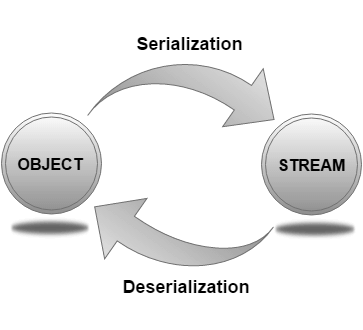 Serialization
OBJECT
STREAM
Deserialization